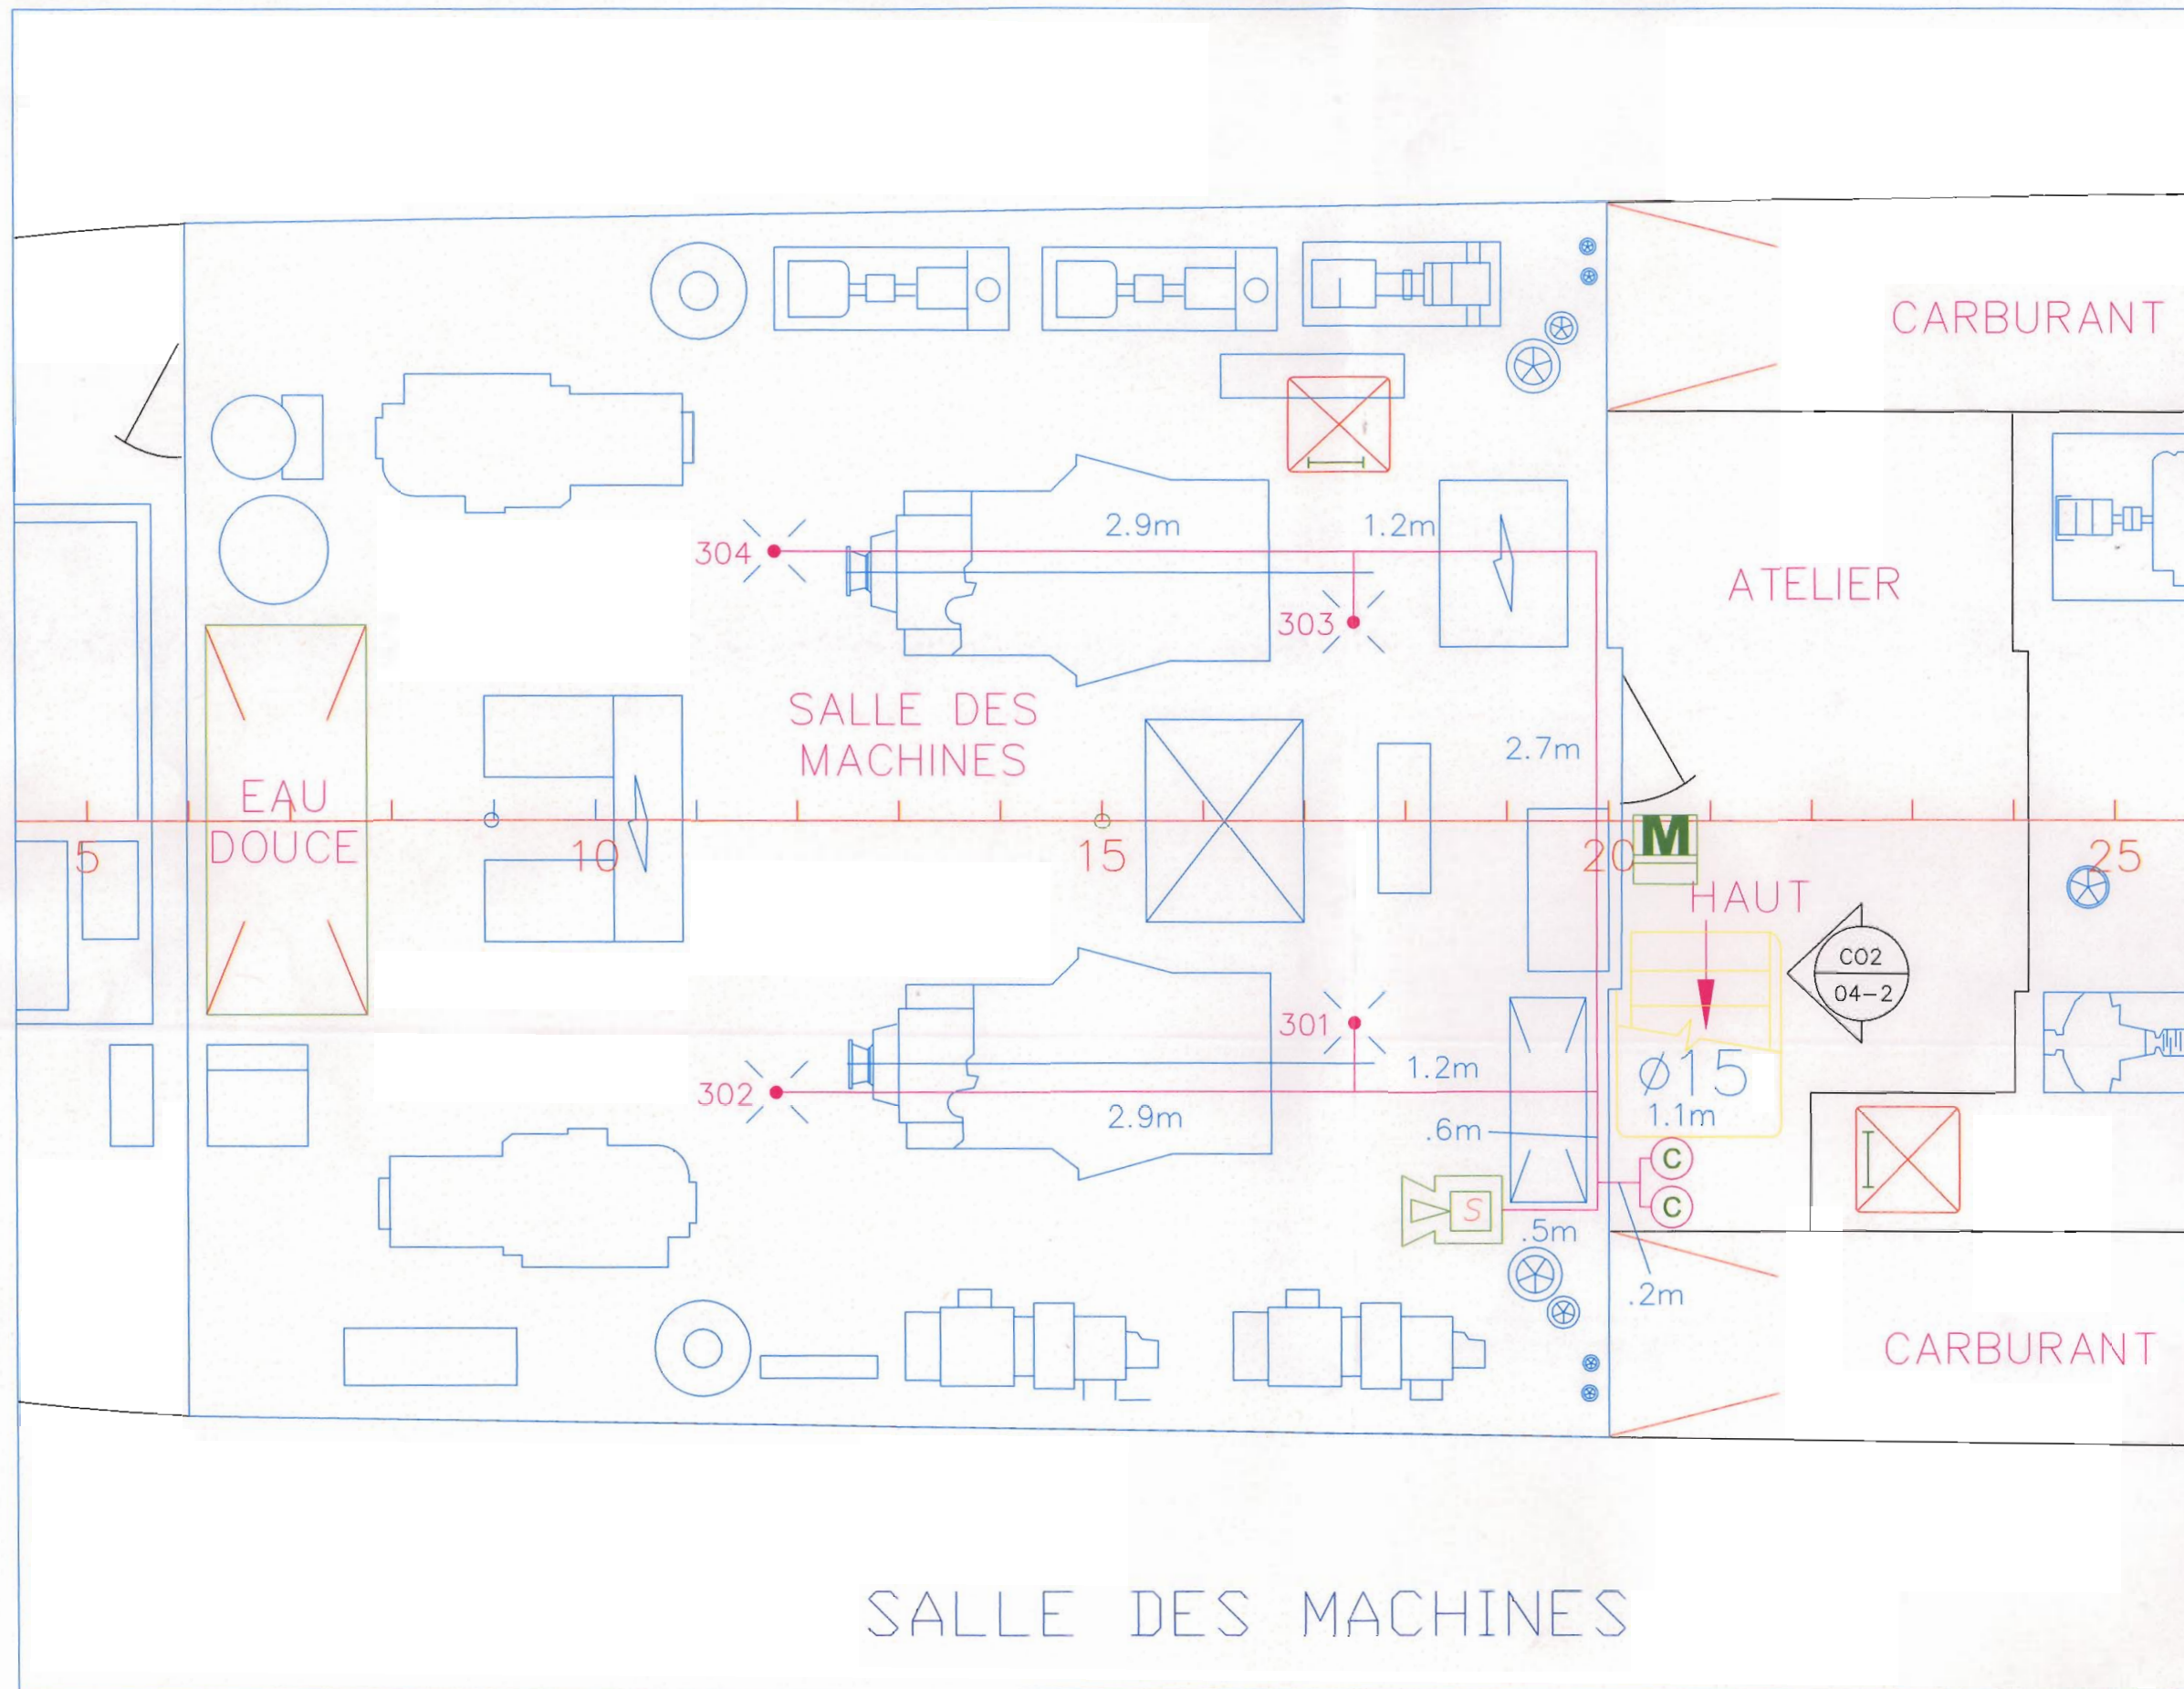 CARBURANT
304
2.9m
1.2m
303
ATELIER
SALLE DES
MACHINES
2.7m
EAU
DOUCE
5
10
15
20
25
M
HAUT
CO2
04-2
301
302
2.9m
1.2m
.6m
Ø15
1.1m
C
C
S
.5m
.2m
CARBURANT
SALLE DES MACHINES